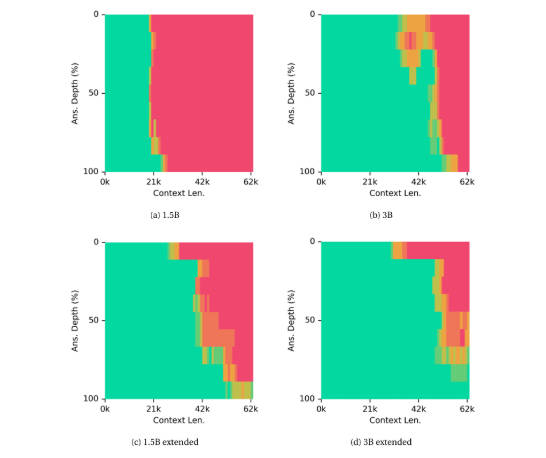 0
50
100
Ans. Depth (%)
0k 21k 42k 62k
Context Len.
(a) 1.5B
0
50
100
Ans. Depth (%)
0k 21k 42k 62k
Context Len.
(b) 3B
0
50
100
Ans. Depth (%)
0k 21k 42k 62k
Context Len.
(c) 1.5B extended
0
50
100
Ans. Depth (%)
0k 21k 42k 62k
Context Len.
(d) 3B extended